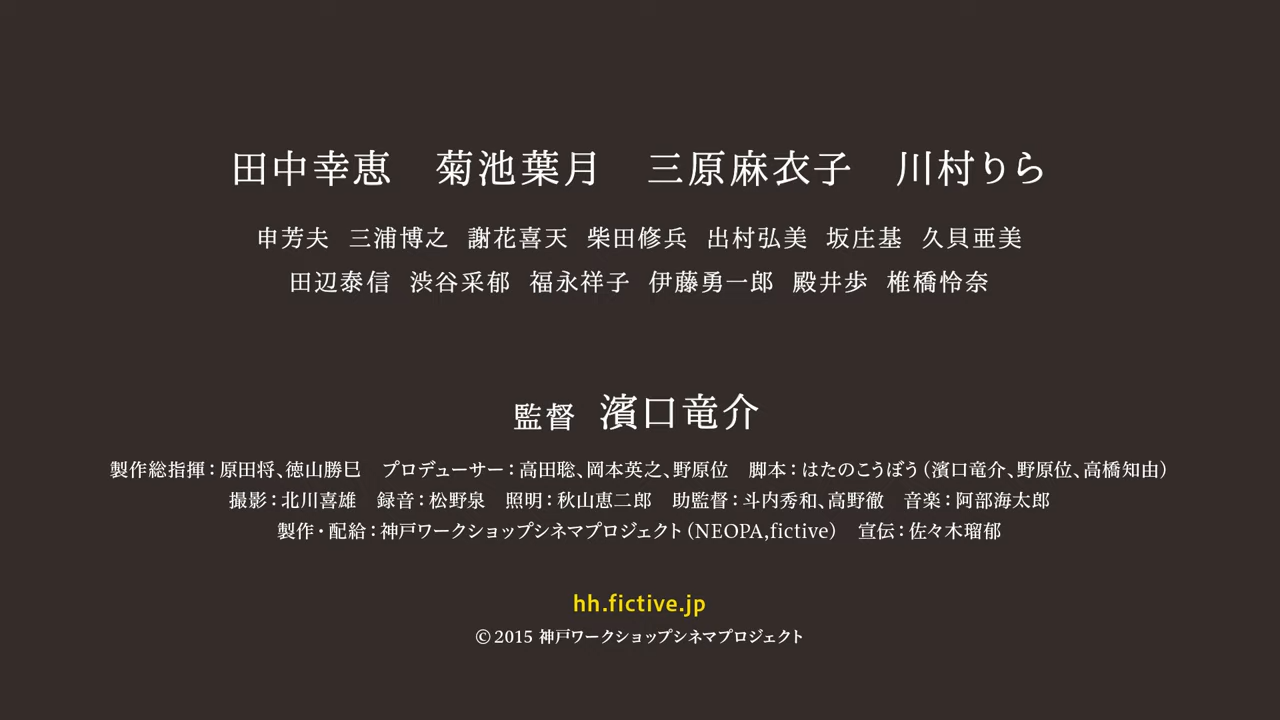 田中幸恵　菊池葉月　三原麻衣子　川村りら
申芳夫　三浦博之　謝花喜天　柴田修兵　出村弘美　坂庄基　久貝亜美
田辺泰信　渋谷采郁　福永祥子　伊藤勇一郎　殿井歩　椎橋怜奈
監督　濱口竜介
製作総指揮：原田将、徳山勝巳　プロデューサー：高田聡、岡本英之、野原位　脚本：はたのこうぼう（濱口竜介、野原位、高橋知由）
撮影：北川喜雄　録音：松野泉　照明：秋山恵二郎　助監督：斗内秀和、高野徹　音楽：阿部海太郎
製作・配給：神戸ワークショップシネマプロジェクト（NEOPA,fictive）　宣伝：佐々木瑠郁
hh.fictive.jp
©2015 神戸ワークショップシネマプロジェクト